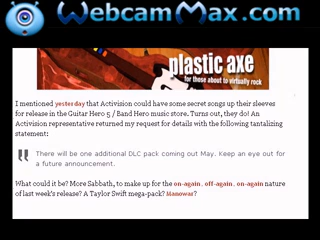 WebcamMax.com
plastic axe
for those about to virtually rock
I mentioned yesterday that Activision could have some secret songs up their sleeves
for release in the Guitar Hero 5 / Band Hero music store. Turns out, they do! An
Activision representative returned my request for details with the following tantalizing
statement:
There will be one additional DLC pack coming out May. Keep an eye out for
a future announcement.
What could it be? More Sabbath, to make up for the on-again, off-again, on-again nature
of last week's release? A Taylor Swift mega-pack? Manowar?